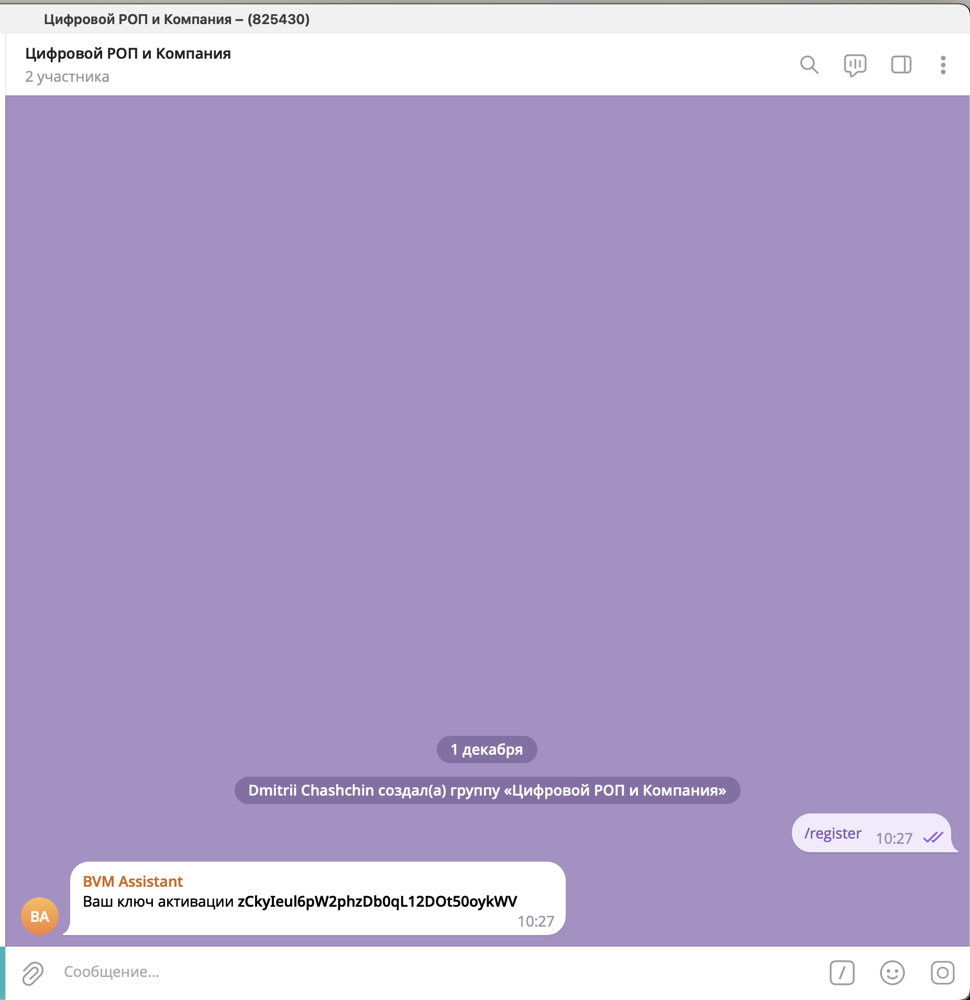 Цифровой РОП и Компания – (825430)
Цифровой РОП и Компания
2 участника
1 декабря
Dmitrii Chashchin создал(а) группу «Цифровой РОП и Компания»
/register 10:27
BVM Assistant
Ваш ключ активации zCkyIeul6pW2phzDb0qL12DOt50oykWV
10:27
BA
Сообщение...